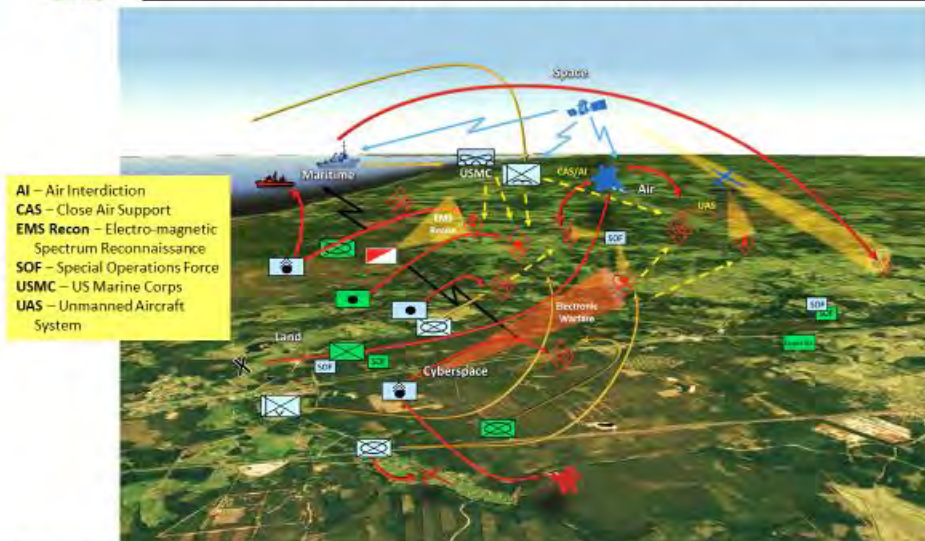 Space
Maritime
USMC
CAS/AI
Air
UAS
EMS
Recon
SOF
AI – Air Interdiction
CAS – Close Air Support
EMS Recon – Electro-magnetic
Spectrum Reconnaissance
SOF – Special Operations Force
USMC – US Marine Corps
UAS – Unmanned Aircraft
System
Electronic
Warfare
SOF
Land
SOF
SOF
Cyberspace